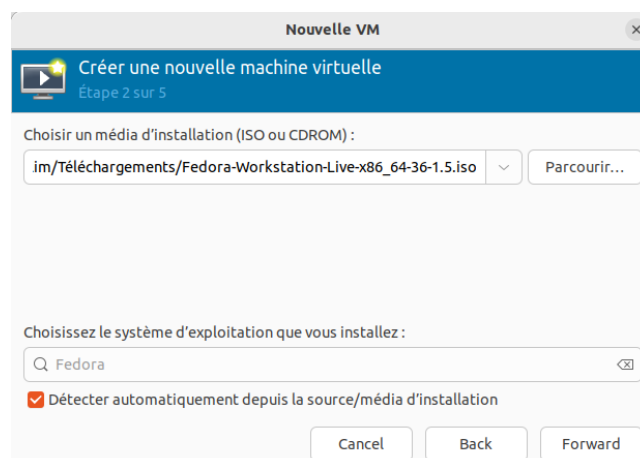 Nouvelle VM
Créer une nouvelle machine virtuelle
Étape 2 sur 5
Choisir un média d'installation (ISO ou CDROM) :
im/Téléchargements/Fedora-Workstation-Live-x86_64-36-1.5.iso
Parcourir...
Choisissez le système d'exploitation que vous installez :
Fedora
Détecter automatiquement depuis la source/média d'installation
Cancel Back Forward